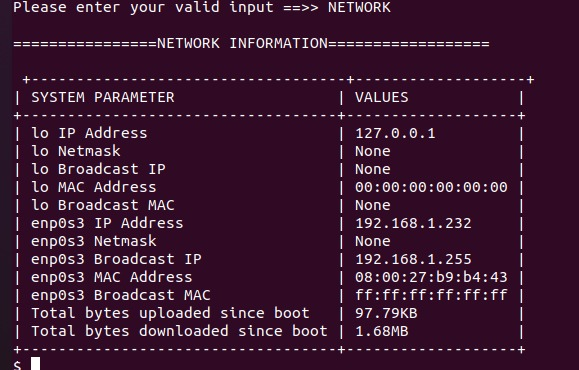 Please enter your valid input ==>> NETWORK
================NETWORK INFORMATION==================
+-----------------------------------+-------------------+
| SYSTEM PARAMETER | VALUES |
+-----------------------------------+-------------------+
| lo IP Address | 127.0.0.1 |
| lo Netmask | None |
| lo Broadcast IP | None |
| lo MAC Address | 00:00:00:00:00:00 |
| lo Broadcast MAC | None |
| enp0s3 IP Address | 192.168.1.232 |
| enp0s3 Netmask | None |
| enp0s3 Broadcast IP | 192.168.1.255 |
| enp0s3 MAC Address | 08:00:27:b9:b4:43 |
| enp0s3 Broadcast MAC | ff:ff:ff:ff:ff:ff |
| Total bytes uploaded since boot | 97.79KB |
| Total bytes downloaded since boot | 1.68MB |
+-----------------------------------+-------------------+
$